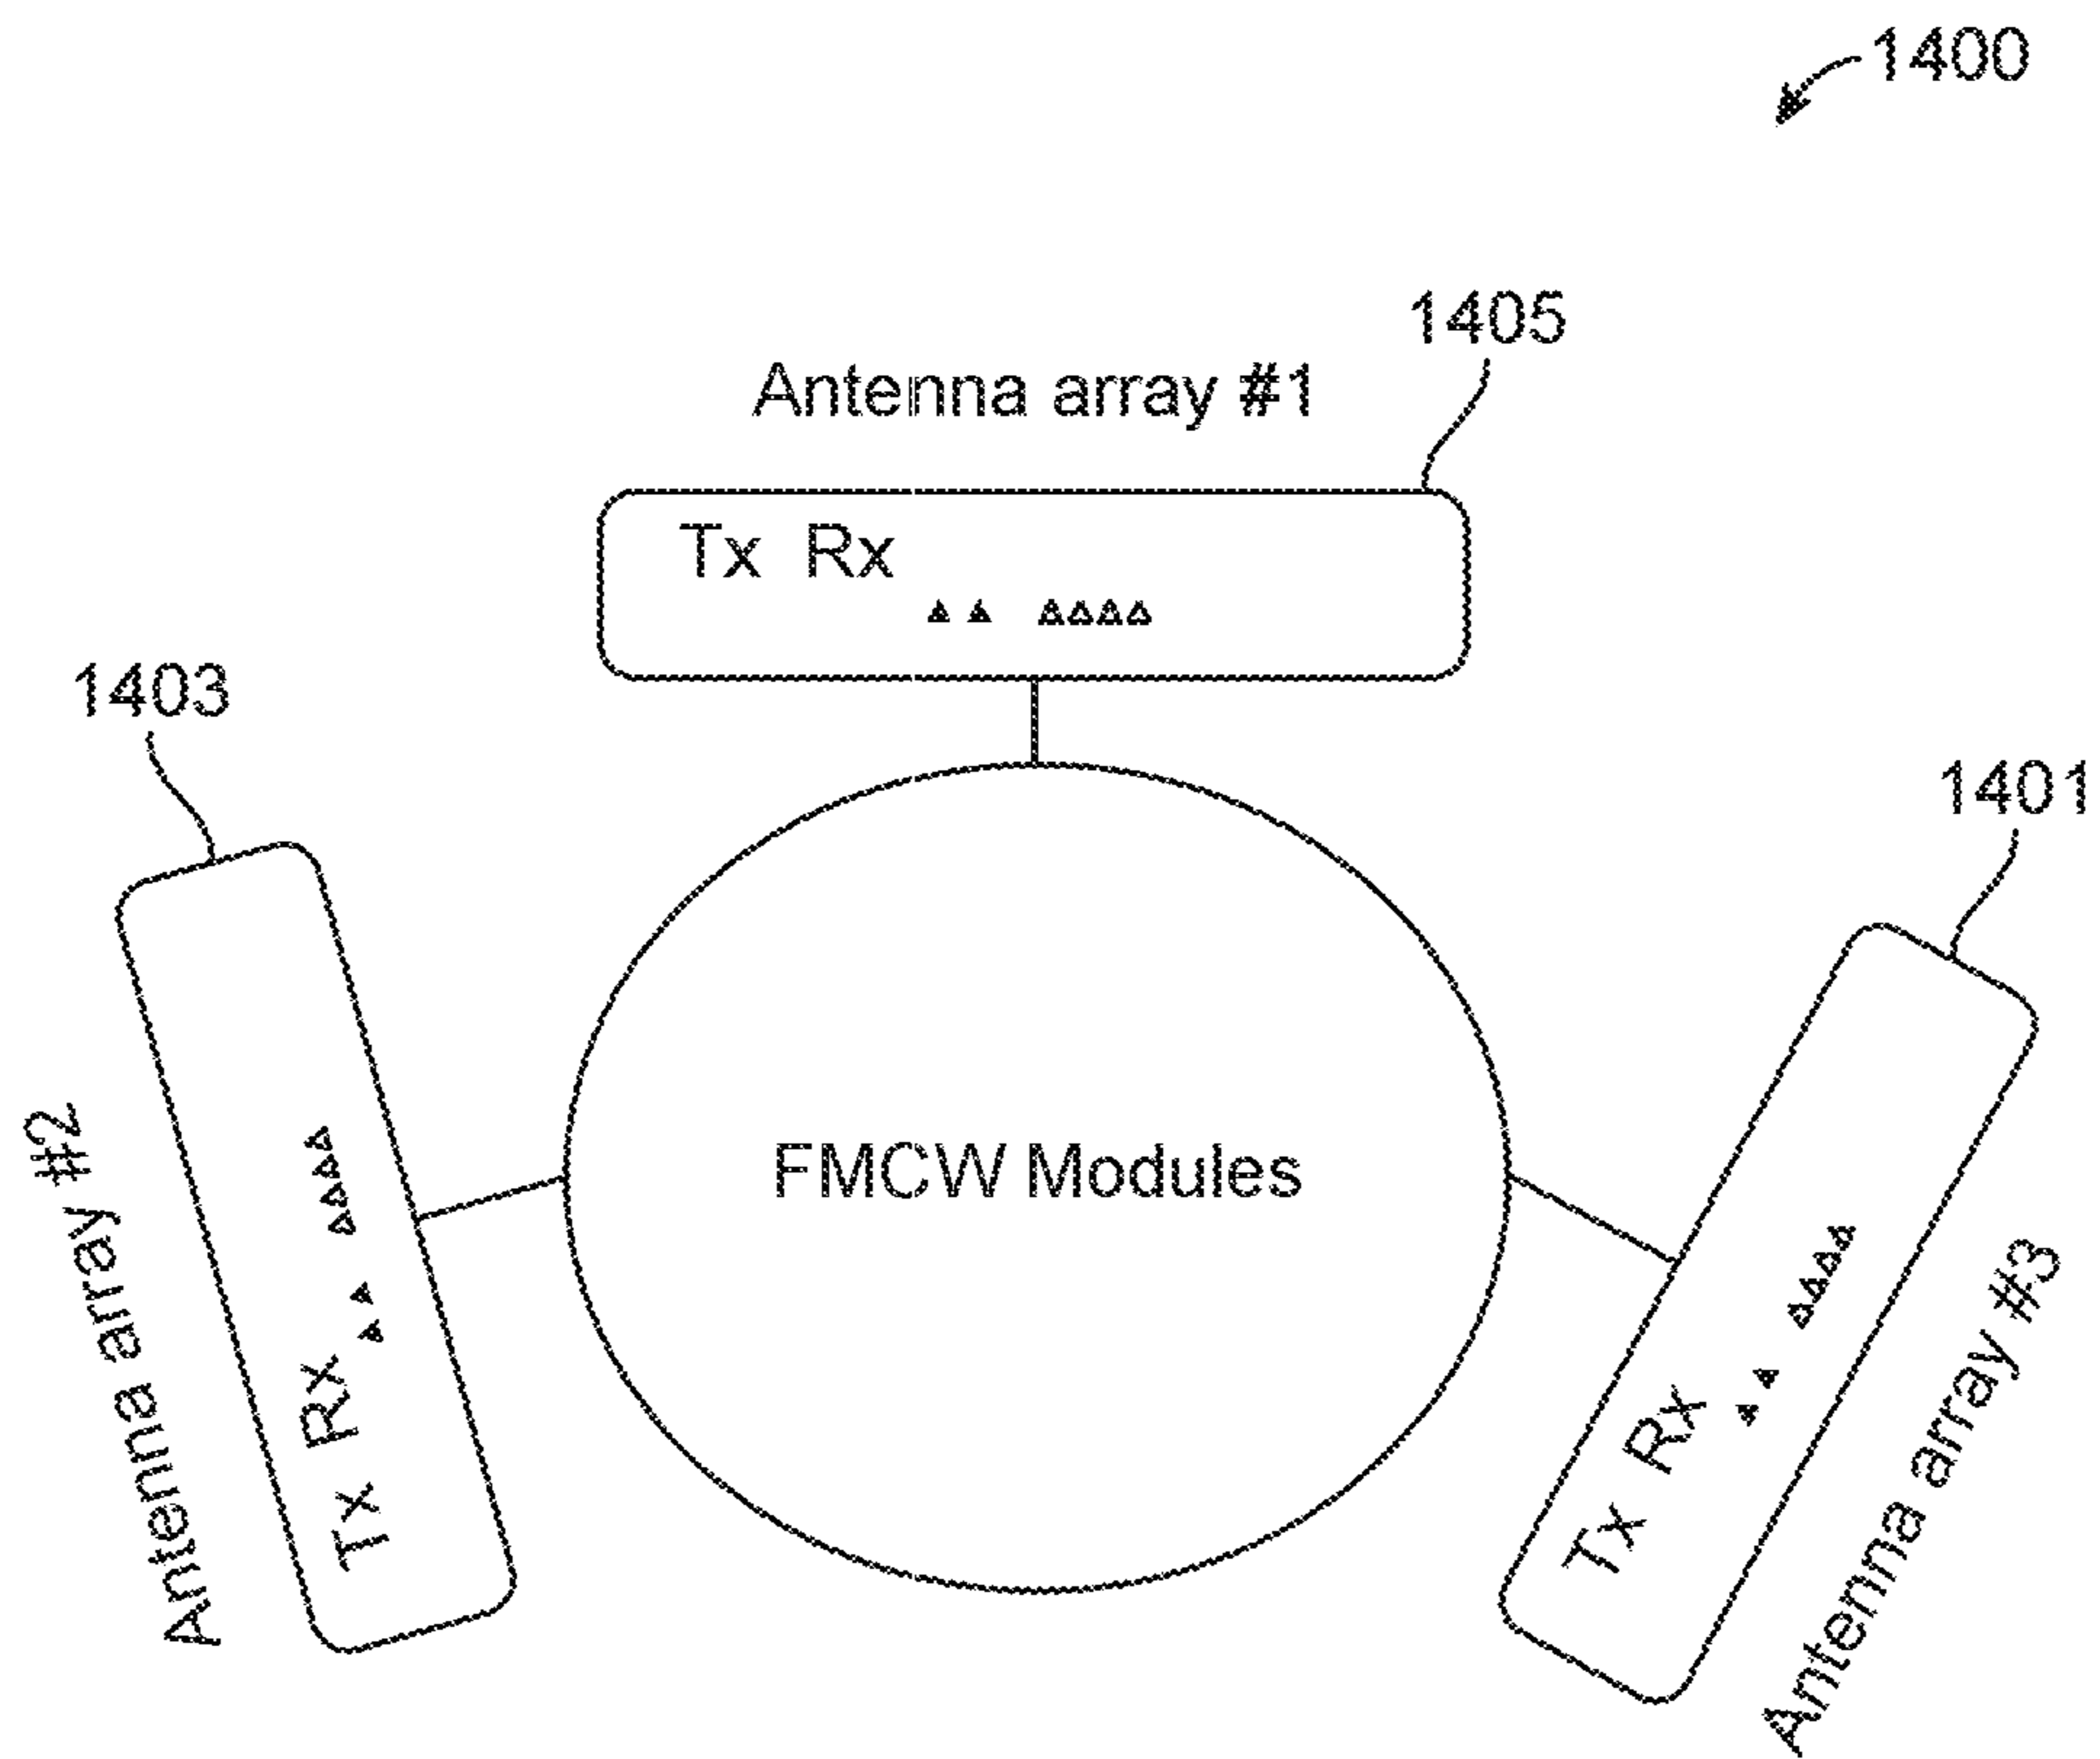 1400
1405
Antenna array #1
Tx Rx
1403
1401
FMCW Modules
Antenna array #2
Tx Rx
Tx Rx
Antenna array #3